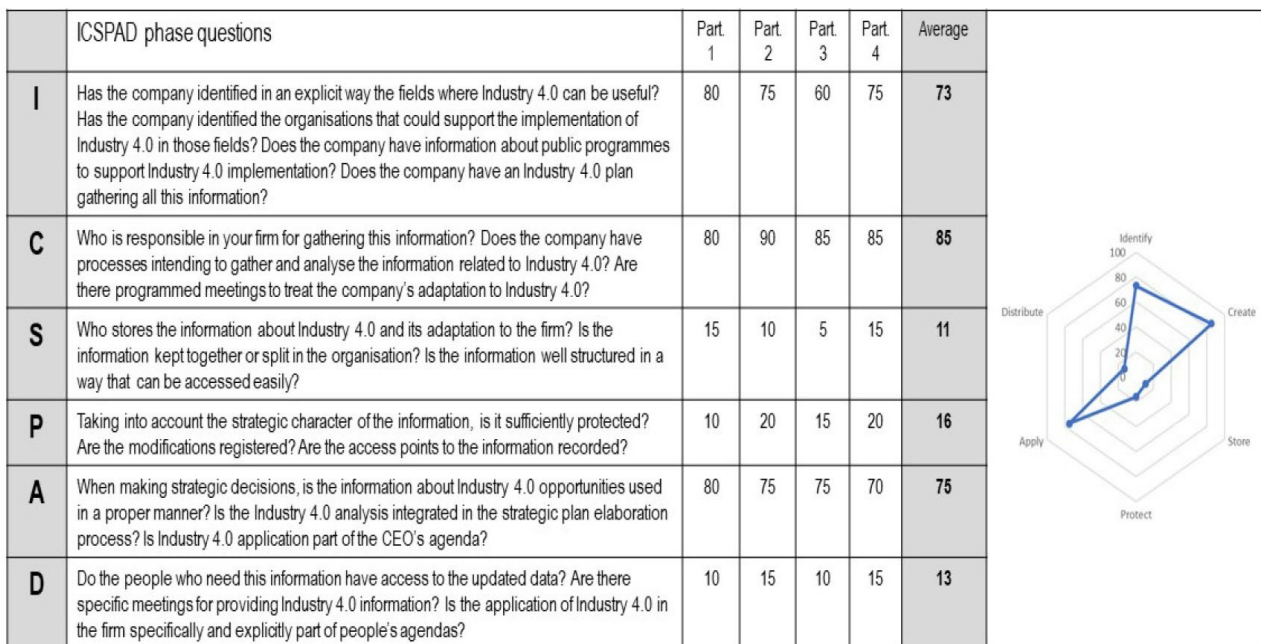 ICSPAD phase questions
Part. 1
Part. 2
Part. 3
Part. 4
Average
I
Has the company identified in an explicit way the fields where Industry 4.0 can be useful?
Has the company identified the organisations that could support the implementation of
Industry 4.0 in those fields? Does the company have information about public programmes
to support Industry 4.0 implementation? Does the company have an Industry 4.0 plan
gathering all this information?
80 75 60 75 73
C
Who is responsible in your firm for gathering this information? Does the company have
processes intending to gather and analyse the information related to Industry 4.0? Are
there programmed meetings to treat the company's adaptation to Industry 4.0?
80 90 85 85 85
S
Who stores the information about Industry 4.0 and its adaptation to the firm? Is the
information kept together or split in the organisation? Is the information well structured in a
way that can be accessed easily?
15 10 5 15 11
P
Taking into account the strategic character of the information, is it sufficiently protected?
Are the modifications registered? Are the access points to the information recorded?
10 20 15 20 16
A
When making strategic decisions, is the information about Industry 4.0 opportunities used
in a proper manner? Is the Industry 4.0 analysis integrated in the strategic plan elaboration
process? Is Industry 4.0 application part of the CEO's agenda?
80 75 75 70 75
D
Do the people who need this information have access to the updated data? Are there
specific meetings for providing Industry 4.0 information? Is the application of Industry 4.0 in
the firm specifically and explicitly part of people's agendas?
10 15 10 15 13
Identify
100
80
60
40
20
0
Create
Store
Protect
Apply
Distribute